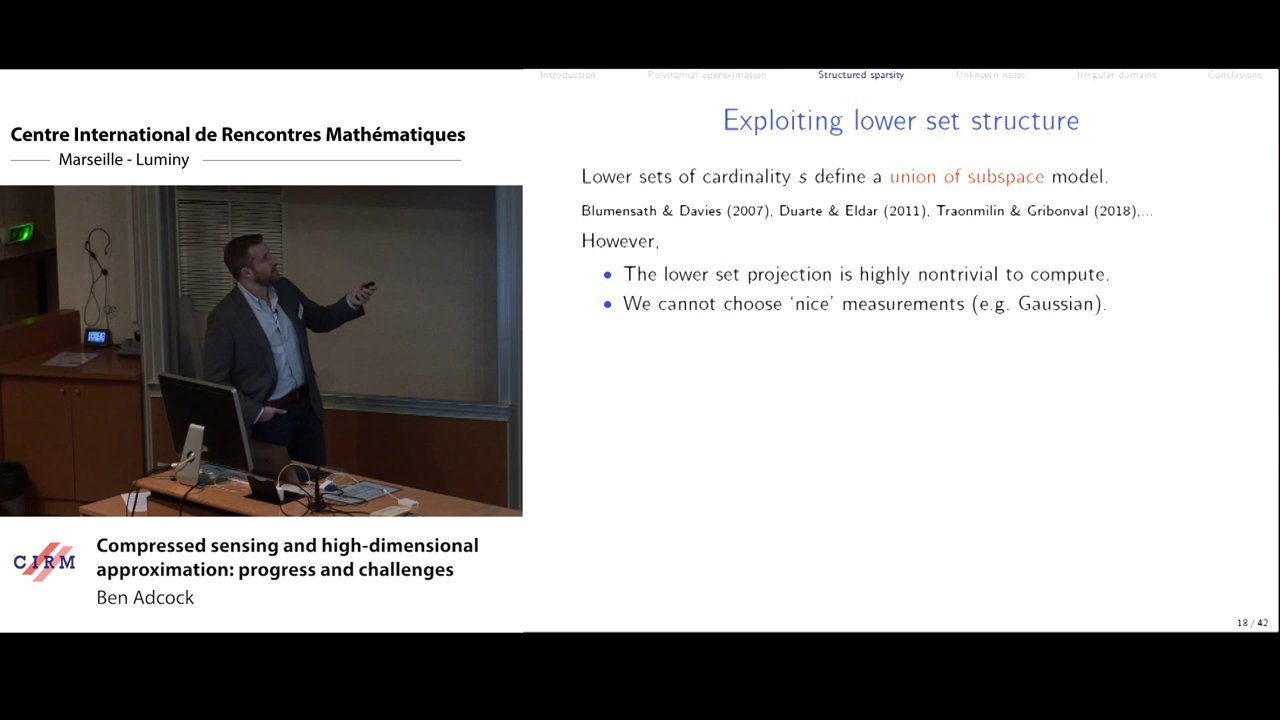 Centre International de Rencontres Mathématiques
Marseille - Luminy
CIRM
Compressed sensing and high-dimensional
approximation: progress and challenges
Ben Adcock
Introduction Polynomial approximation Structured sparsity Unknown noise Irregular domains Conclusions
Exploiting lower set structure
Lower sets of cardinality s define a union of subspace model.
Blumensath & Davies (2007), Duarte & Eldar (2011), Traonmilin & Gribonval (2018),...
However,
• The lower set projection is highly nontrivial to compute.
• We cannot choose ‘nice’ measurements (e.g. Gaussian).
18 / 42